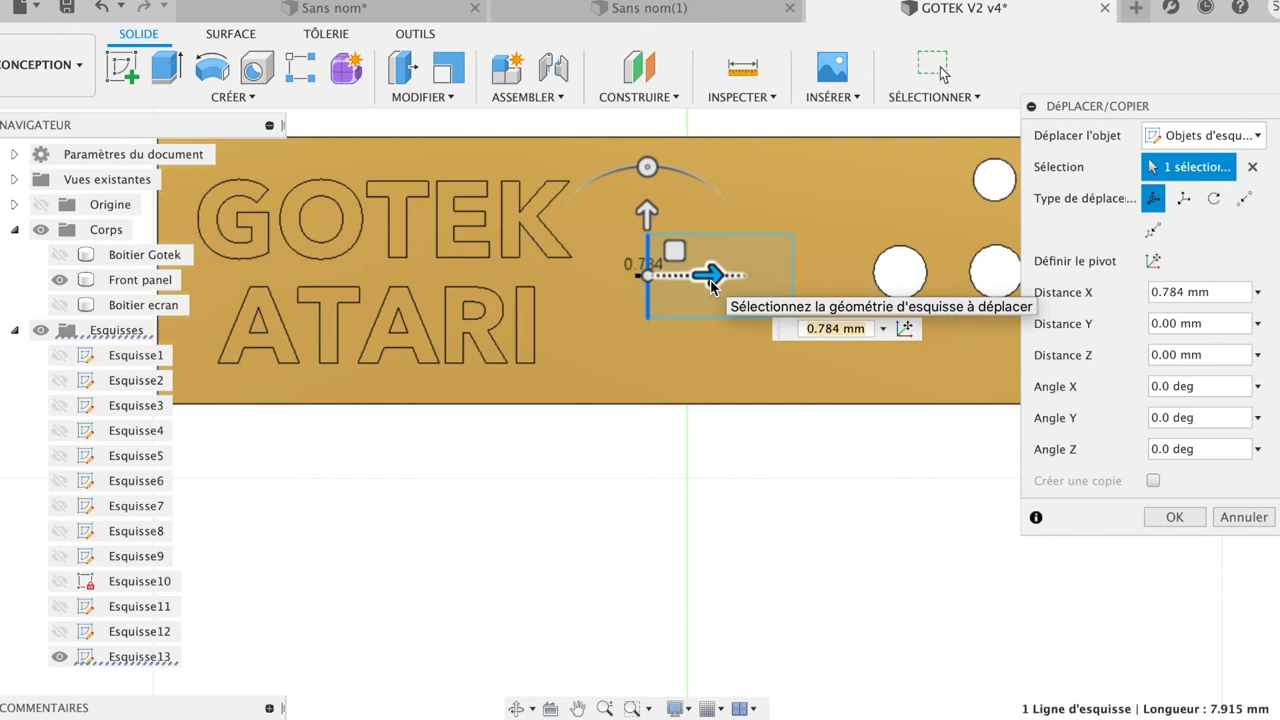 Sans nom*
Sans nom(1)
GOTEK V2 v4*
SOLIDE
SURFACE
TÔLERIE
OUTILS
ONCEPTION
CRÉER
MODIFIER
ASSEMBLER
CONSTRUIRE
INSPECTER
INSÉRER
SÉLECTIONNER
NAVIGATEUR
Paramètres du document
Vues existantes
Origine
Corps
Boitier Gotek
Front panel
Boitier ecran
Esquisses
Esquisse1
Esquisse2
Esquisse3
Esquisse4
Esquisse5
Esquisse6
Esquisse7
Esquisse8
Esquisse9
Esquisse10
Esquisse11
Esquisse12
Esquisse13
GOTEK
ATARI
0.784
Sélectionnez la géométrie d'esquisse à déplacer
0.784 mm
DéPLACER/COPIER
Déplacer l'objet
Objets d'esqu...
Sélection
1 sélectior...
Type de déplace...
Définir le pivot
Distance X
0.784 mm
Distance Y
0.00 mm
Distance Z
0.00 mm
Angle X
0.0 deg
Angle Y
0.0 deg
Angle Z
0.0 deg
Créer une copie
OK
Annuler
COMMENTAIRES
1 Ligne d'esquisse | Longueur : 7.915 mm